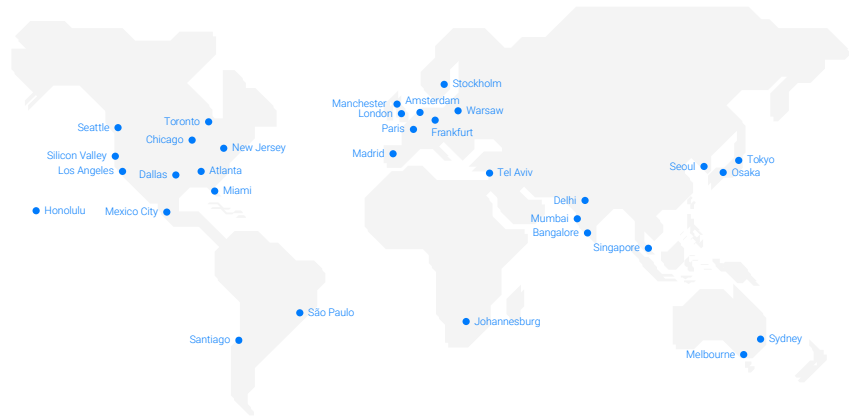 Stockholm
Manchester
Amsterdam
London
Warsaw
Toronto
Seattle
Paris
Frankfurt
Chicago
New Jersey
Silicon Valley
Madrid
Tokyo
Los Angeles
Dallas
Atlanta
Tel Aviv
Seoul
Osaka
Miami
Delhi
Honolulu
Mexico City
Mumbai
Bangalore
Singapore
São Paulo
Johannesburg
Santiago
Sydney
Melbourne